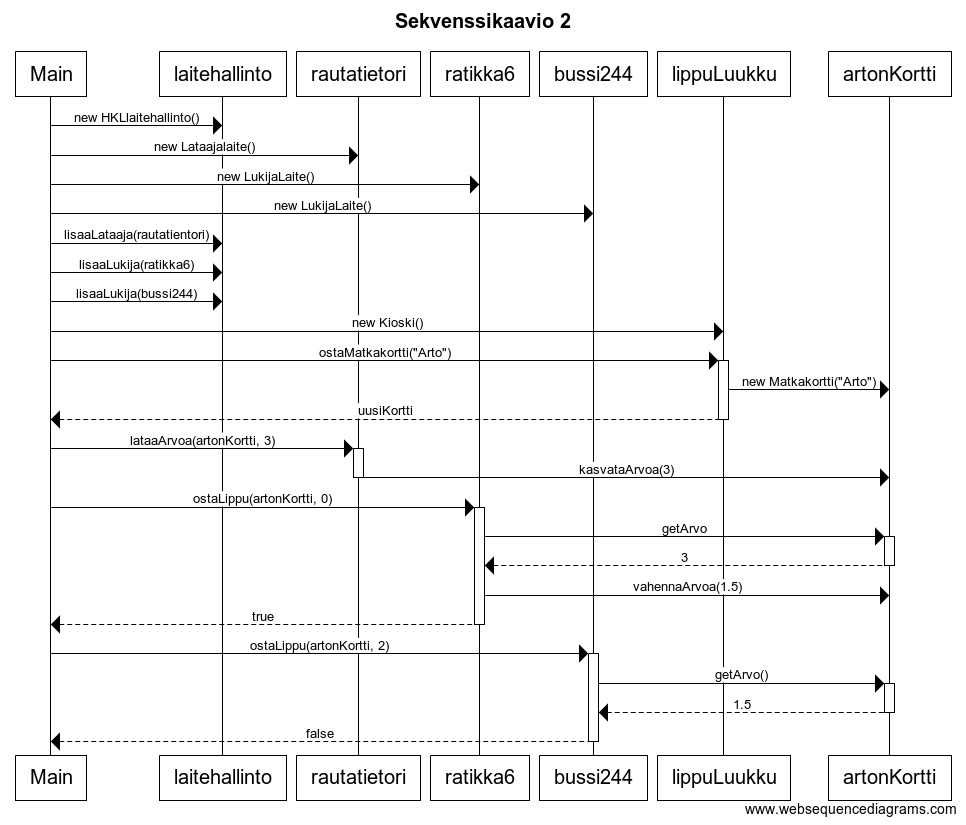 Sekvenssikaavio 2
Main laitehallinto rautatietori ratikka6 bussi244 lippuLuukku artonKortti
new HKLlaitehallinto()
new Lataajalaite()
new LukijaLaite()
new LukijaLaite()
lisaaLataaja(rautatientori)
lisaaLukija(ratikka6)
lisaaLukija(bussi244)
new Kioski()
ostaMatkakortti("Arto")
new Matkakortti("Arto")
uusiKortti
lataaArvoa(artonKortti, 3)
kasvataArvoa(3)
ostaLippu(artonKortti, 0)
getArvo
3
vahennaArvoa(1.5)
true
ostaLippu(artonKortti, 2)
getArvo()
1.5
false
Main laitehallinto rautatietori ratikka6 bussi244 lippuLuukku artonKortti
www.websequencediagrams.com